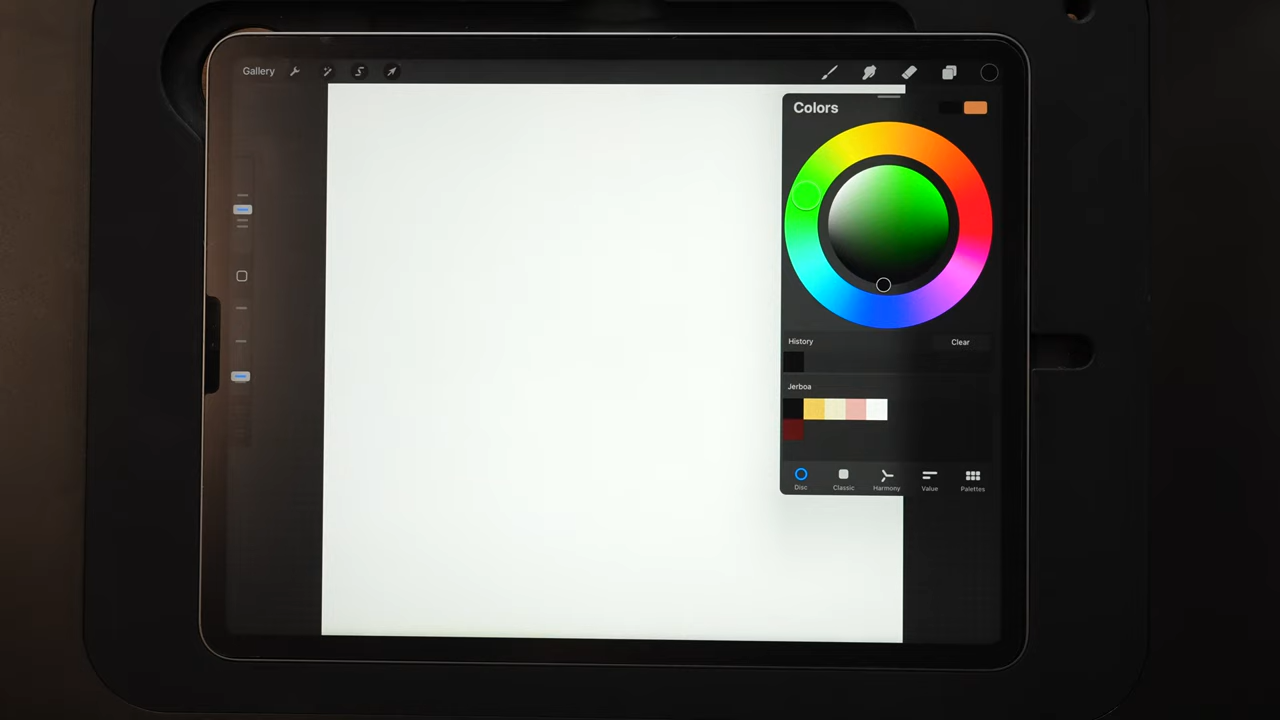 Gallery
Colors
History
Clear
Jerboa
Disc
Classic
Harmony
Value
Palettes